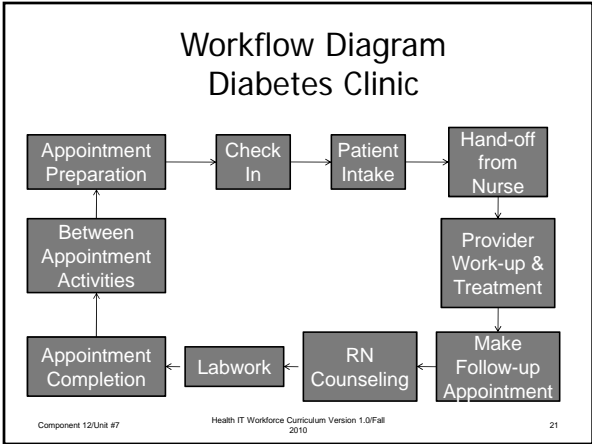 Workflow Diagram
Diabetes Clinic
Appointment
Preparation
Check
In
Patient
Intake
Hand-off
from
Nurse
Between
Appointment
Activities
Provider
Work-up &
Treatment
Appointment
Completion
Labwork
RN
Counseling
Make
Follow-up
Appointment
Component 12/Unit #7
Health IT Workforce Curriculum Version 1.0/Fall
2010
21